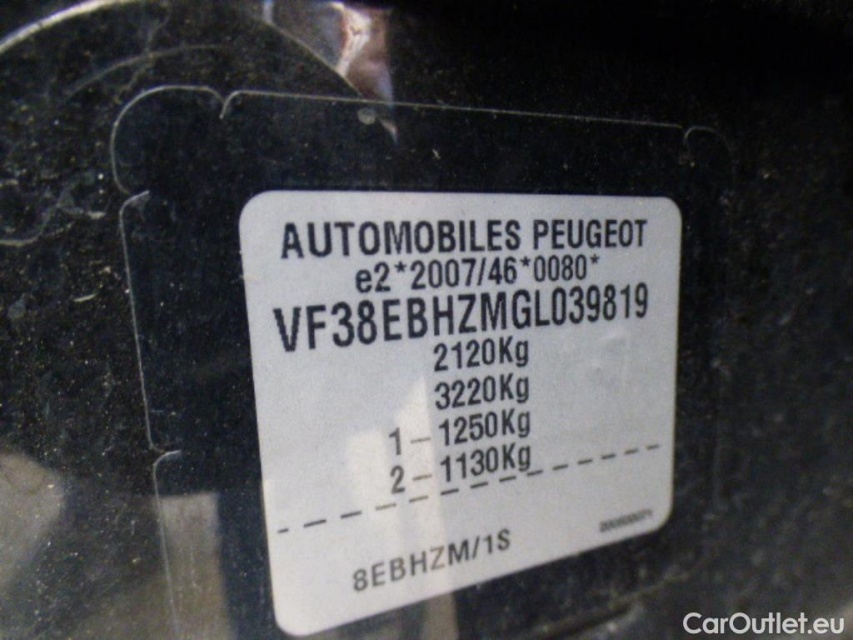 AUTOMOBILES PEUGEOT
e2*2007/46*0080*
VF38EBHZMGL039819
2120Kg
3220Kg
1-1250Kg
2-1130Kg
8EBHZM/1S
CarOutlet.eu